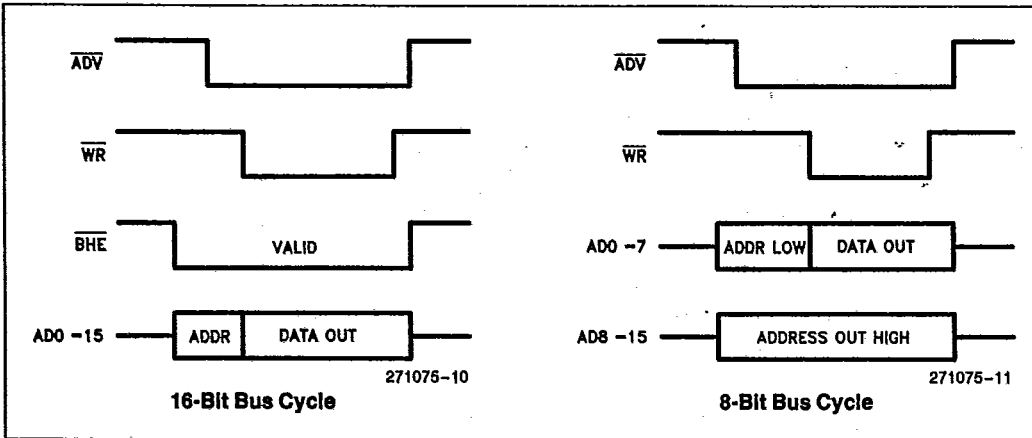 ADV
WR
BHE
VALID
AD0 -15
ADDR
DATA OUT
271075-10
16-Bit Bus Cycle
ADV
WR
AD0 -7
ADDR LOW
DATA OUT
AD8 -15
ADDRESS OUT HIGH
271075-11
8-Bit Bus Cycle